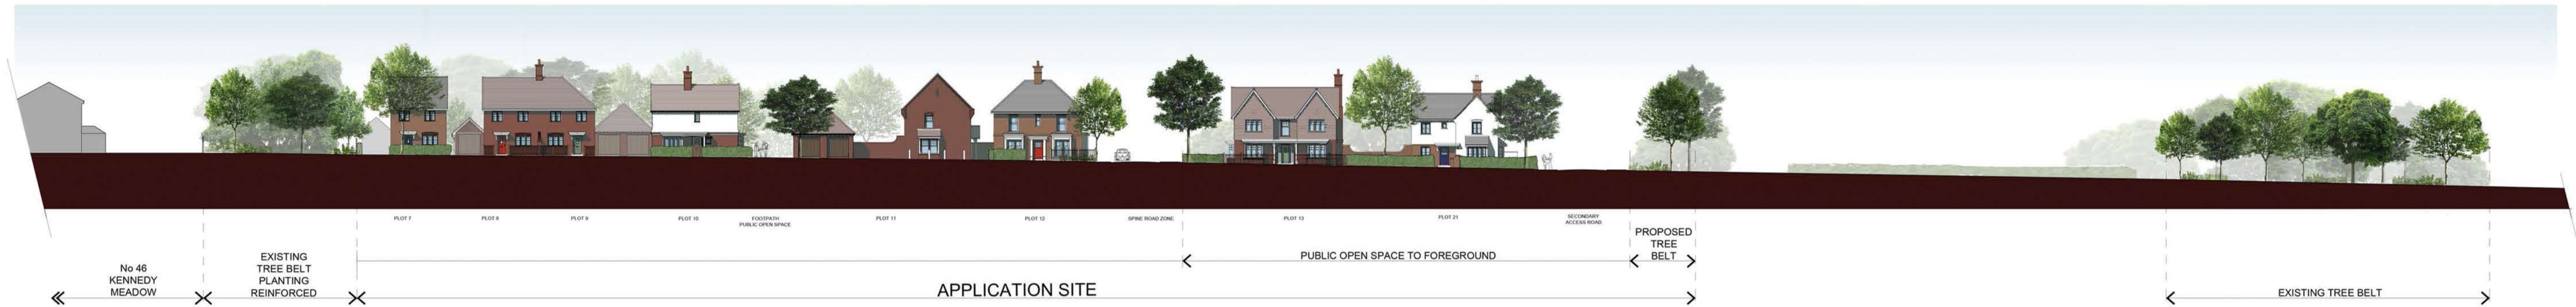 PLOT 7
PLOT 8
PLOT 9
PLOT 10
FOOTPATH
PUBLIC OPEN SPACE
PLOT 11
PLOT 12
SPINE ROAD ZONE
PLOT 13
PLOT 21
SECONDARY
ACCESS ROAD
No 46
KENNEDY
MEADOW
EXISTING
TREE BELT
PLANTING
REINFORCED
PUBLIC OPEN SPACE TO FOREGROUND
PROPOSED
TREE
BELT
APPLICATION SITE
EXISTING TREE BELT